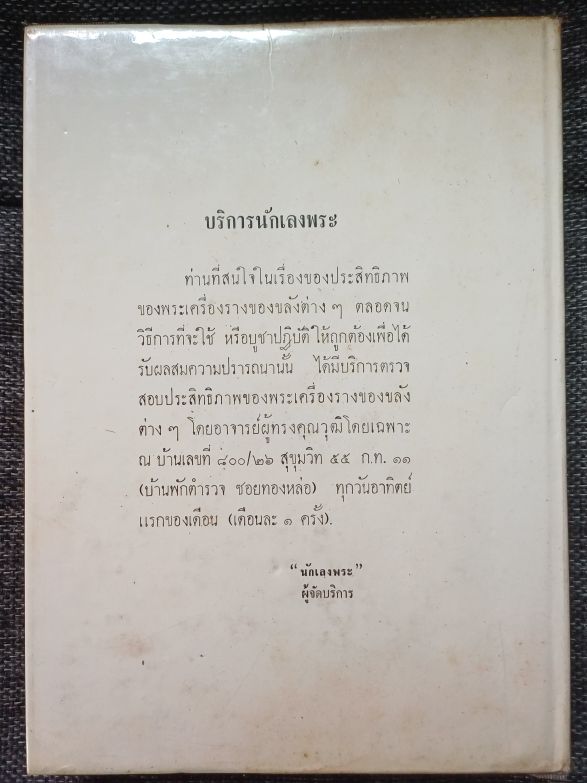 บริการนักเลงพระ
ท่านที่สนใจในเรื่องของประสิทธิภาพ
ของพระเครื่องรางของขลังต่าง ๆ ตลอดจน
วิธีการที่จะใช้ หรือบูชาปฏิบัติให้ถูกต้องเพื่อได้
รับผลสมความปรารถนานั้น ได้มีบริการตรวจ
สอบประสิทธิภาพของพระเครื่องรางของขลัง
ต่าง ๆ โดยอาจารย์ผู้ทรงคุณวุฒิโดยเฉพาะ
ณ บ้านเลขที่ ๘๐๐/๒๖ สุขุมวิท ๕๕ ก.ท. ๑๑
(บ้านพักตำรวจ ซอยทองหล่อ) ทุกวันอาทิตย์
แรกของเดือน (เดือนละ ๑ ครั้ง).
“นักเลงพระ”
ผู้จัดบริการ